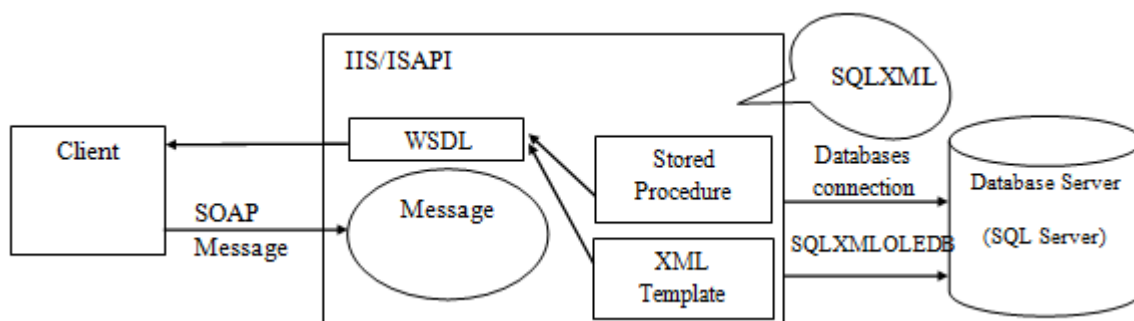 IIS/ISAPI
SQLXML
Client
WSDL
Stored
Procedure
Databases
connection
Database Server
(SQL Server)
SOAP
Message
Message
SQLXMLOLEDB
XML
Template